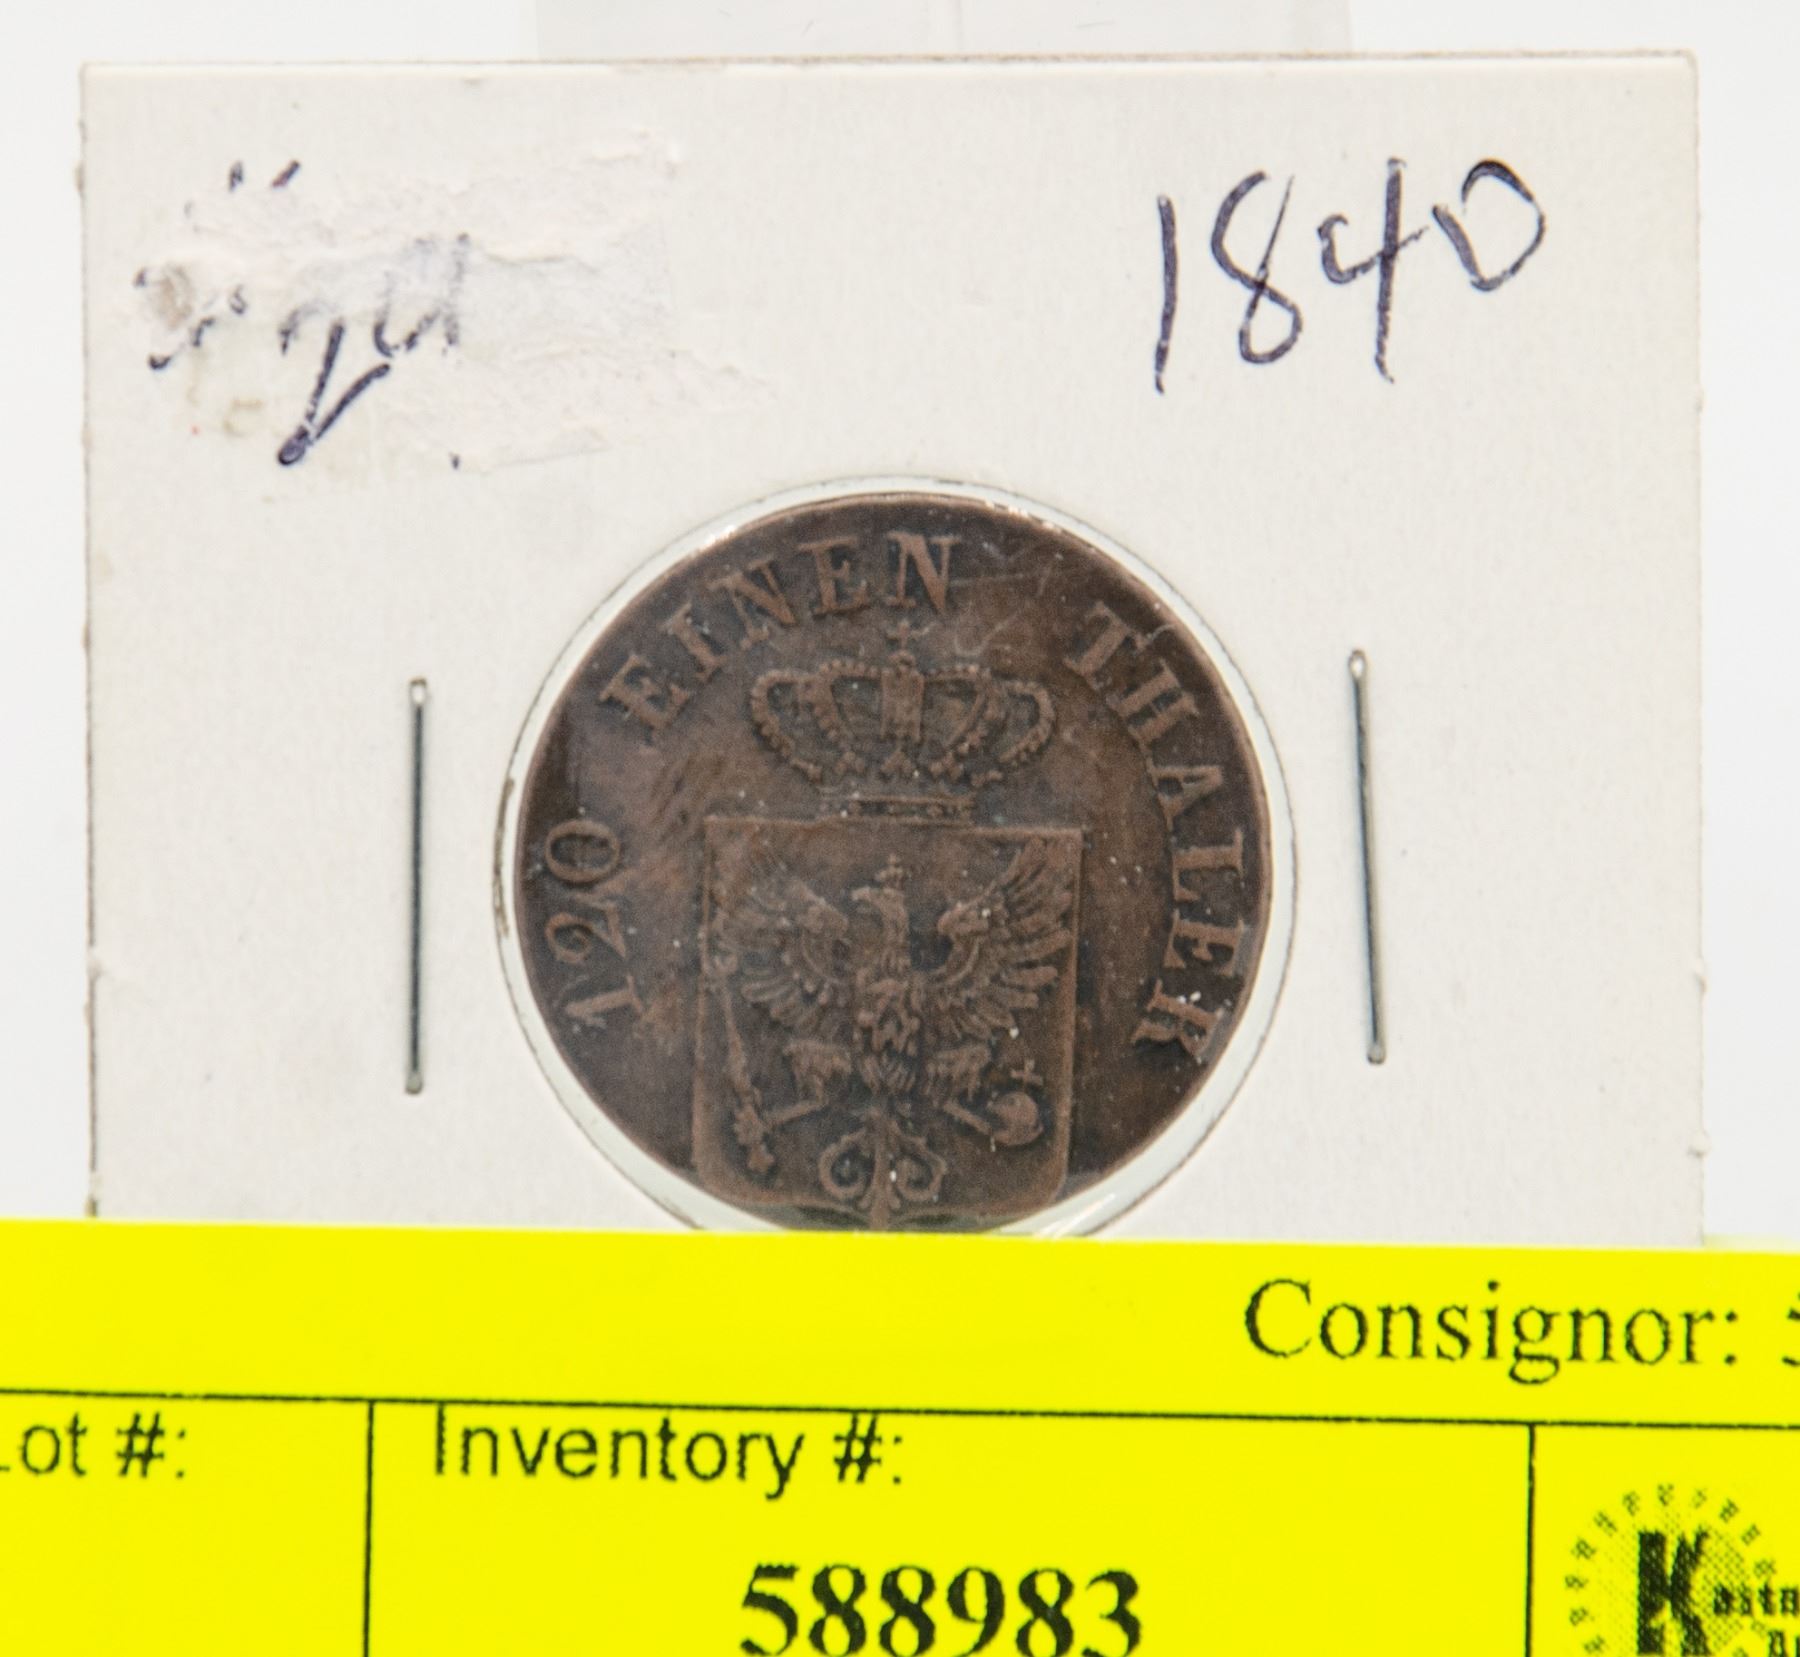 1840
120 EINEN THALER
Consignor:
Lot #:
Inventory #:
588983